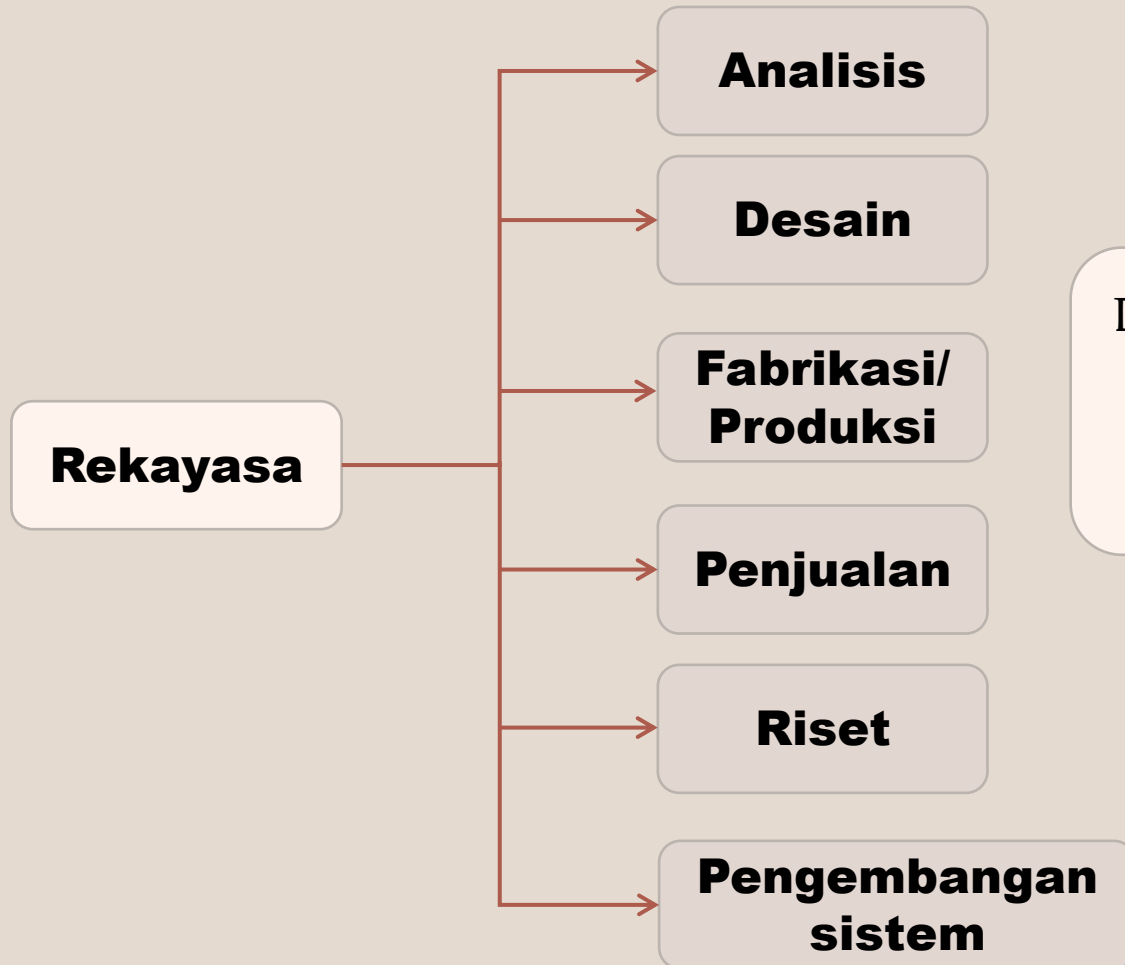 Analisis
Desain
Fabrikasi/
Produksi
Rekayasa
Penjualan
Riset
Pengembangan
sistem